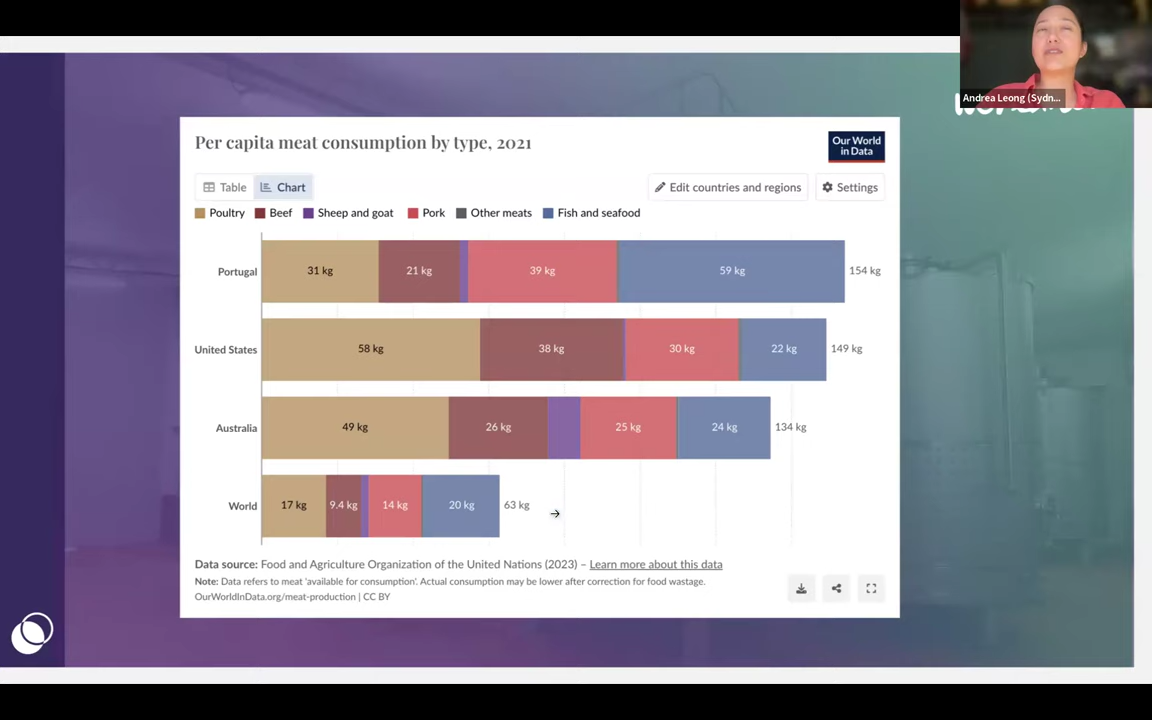 Andrea Leong (Sydn...
Per capita meat consumption by type, 2021
Our World
in Data
Table
Chart
Edit countries and regions
Settings
Poultry
Beef
Sheep and goat
Pork
Other meats
Fish and seafood
Portugal
31 kg
21 kg
39 kg
59 kg
154 kg
United States
58 kg
38 kg
30 kg
22 kg
149 kg
Australia
49 kg
26 kg
25 kg
24 kg
134 kg
World
17 kg
9.4 kg
14 kg
20 kg
63 kg
Data source: Food and Agriculture Organization of the United Nations (2023) – Learn more about this data
Note: Data refers to meat 'available for consumption'. Actual consumption may be lower after correction for food wastage.
OurWorldInData.org/meat-production | CC BY